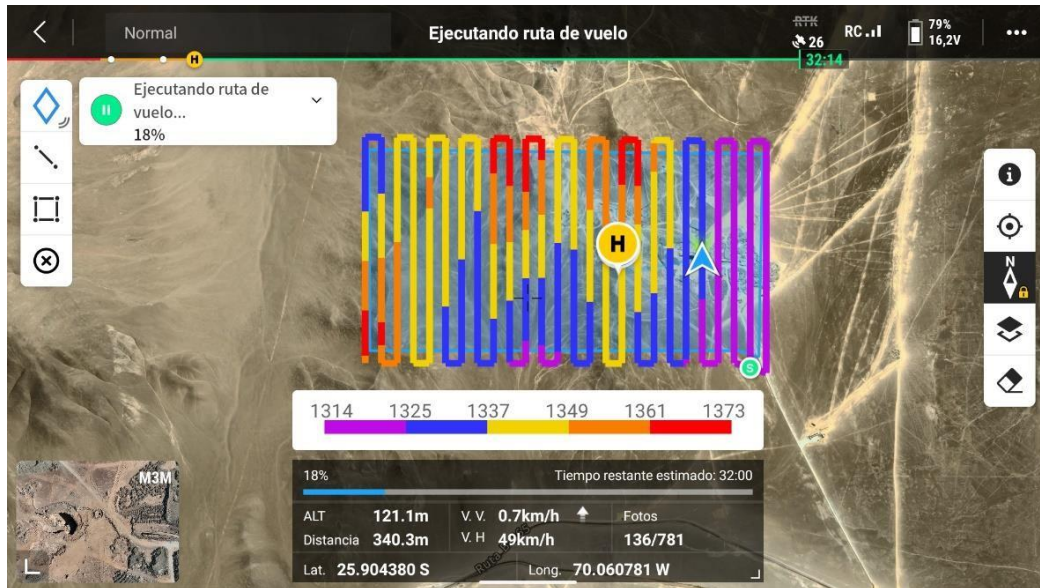 Normal
Ejecutando ruta de vuelo
RTK
26
RC
79%
16,2V
32:14
H
Ejecutando ruta de
vuelo...
18%
H
N
S
1314 1325 1337 1349 1361 1373
M3M
18% Tiempo restante estimado: 32:00
ALT 121.1m V. V. 0.7km/h Fotos
Distancia 340.3m V. H 49km/h 136/781
Lat. 25.904380 S Long. 70.060781 W